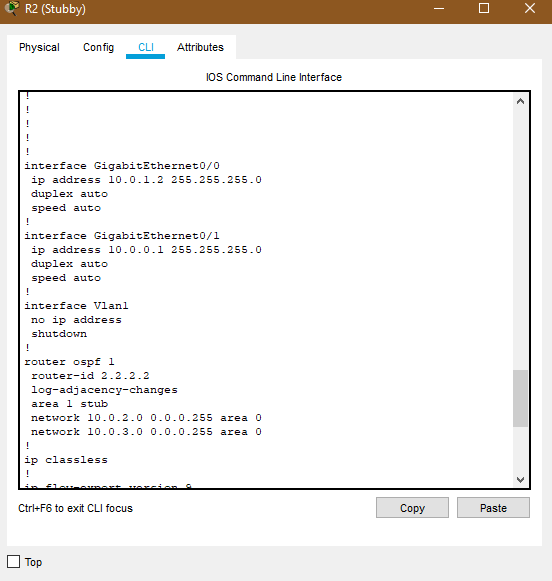 R2 (Stubby)
Physical Config CLI Attributes
IOS Command Line Interface
!
!
!
!
!
interface GigabitEthernet0/0
ip address 10.0.1.2 255.255.255.0
duplex auto
speed auto
!
interface GigabitEthernet0/1
ip address 10.0.0.1 255.255.255.0
duplex auto
speed auto
!
interface Vlan1
no ip address
shutdown
!
router ospf 1
router-id 2.2.2.2
log-adjacency-changes
area 1 stub
network 10.0.2.0 0.0.0.255 area 0
network 10.0.3.0 0.0.0.255 area 0
!
ip classless
!
ip flow-export version 9
Ctrl+F6 to exit CLI focus
Copy Paste
Top